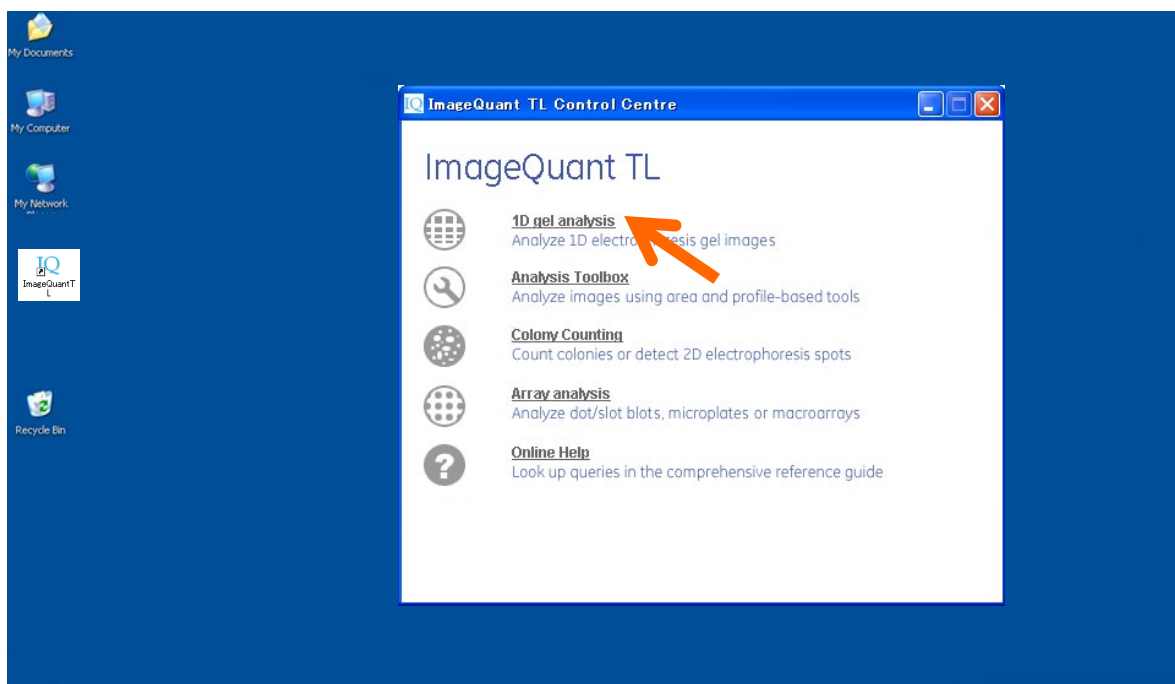 My Documents
My Computer
My Network
IQ
ImageQuantT
L
Recycle Bin
IQ ImageQuant TL Control Centre
ImageQuant TL
1D gel analysis
Analyze 1D electro esis gel images
Analysis Toolbox
Analyze images using area and profile-based tools
Colony Counting
Count colonies or detect 2D electrophoresis spots
Array analysis
Analyze dot/slot blots, microplates or macroarrays
Online Help
Look up queries in the comprehensive reference guide